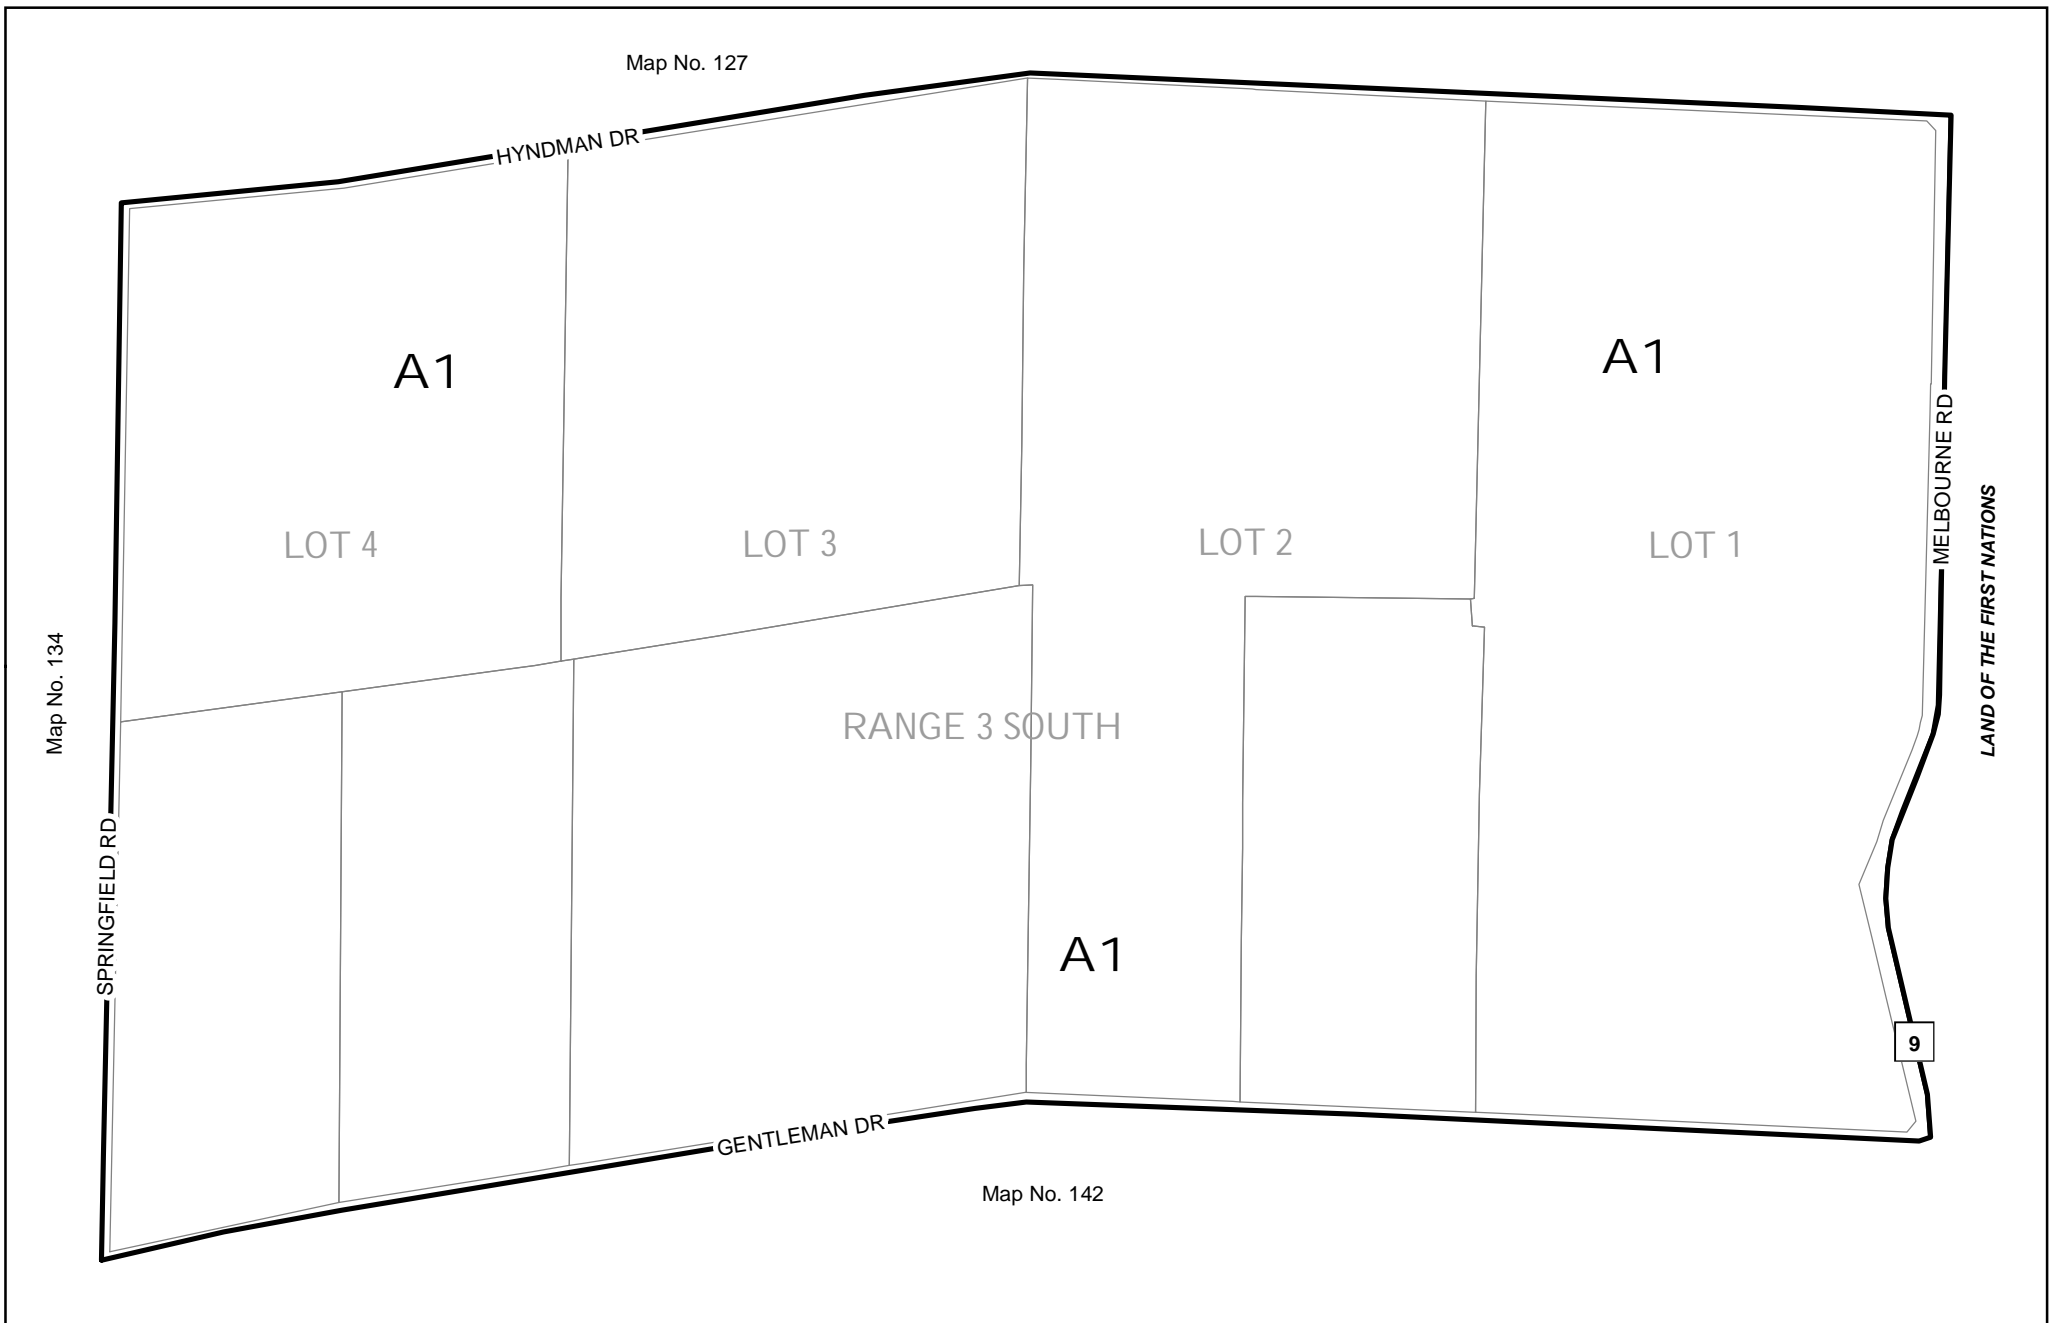 Map No. 127
HYNDMAN DR
A1
A1
MELBOURNE RD
LOT 4
LOT 3
LOT 2
LOT 1
LAND OF THE FIRST NATIONS
Map No. 134
RANGE 3 SOUTH
SPRINGFIELD RD
A1
9
GENTLEMAN DR
Map No. 142